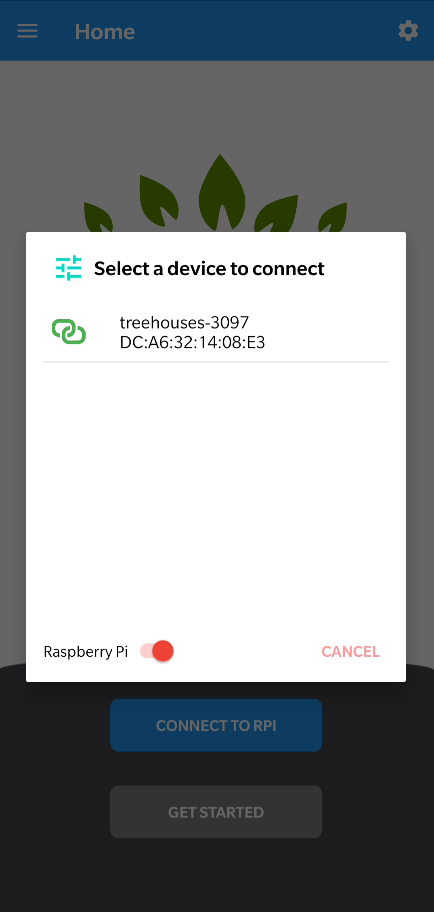 Home
Select a device to connect
treehouses-3097
DC:A6:32:14:08:E3
Raspberry Pi
CANCEL
CONNECT TO RPI
GET STARTED